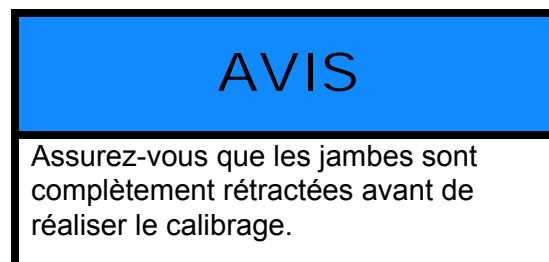 AVIS
Assurez-vous que les jambes sont
complètement rétractées avant de
réaliser le calibrage.